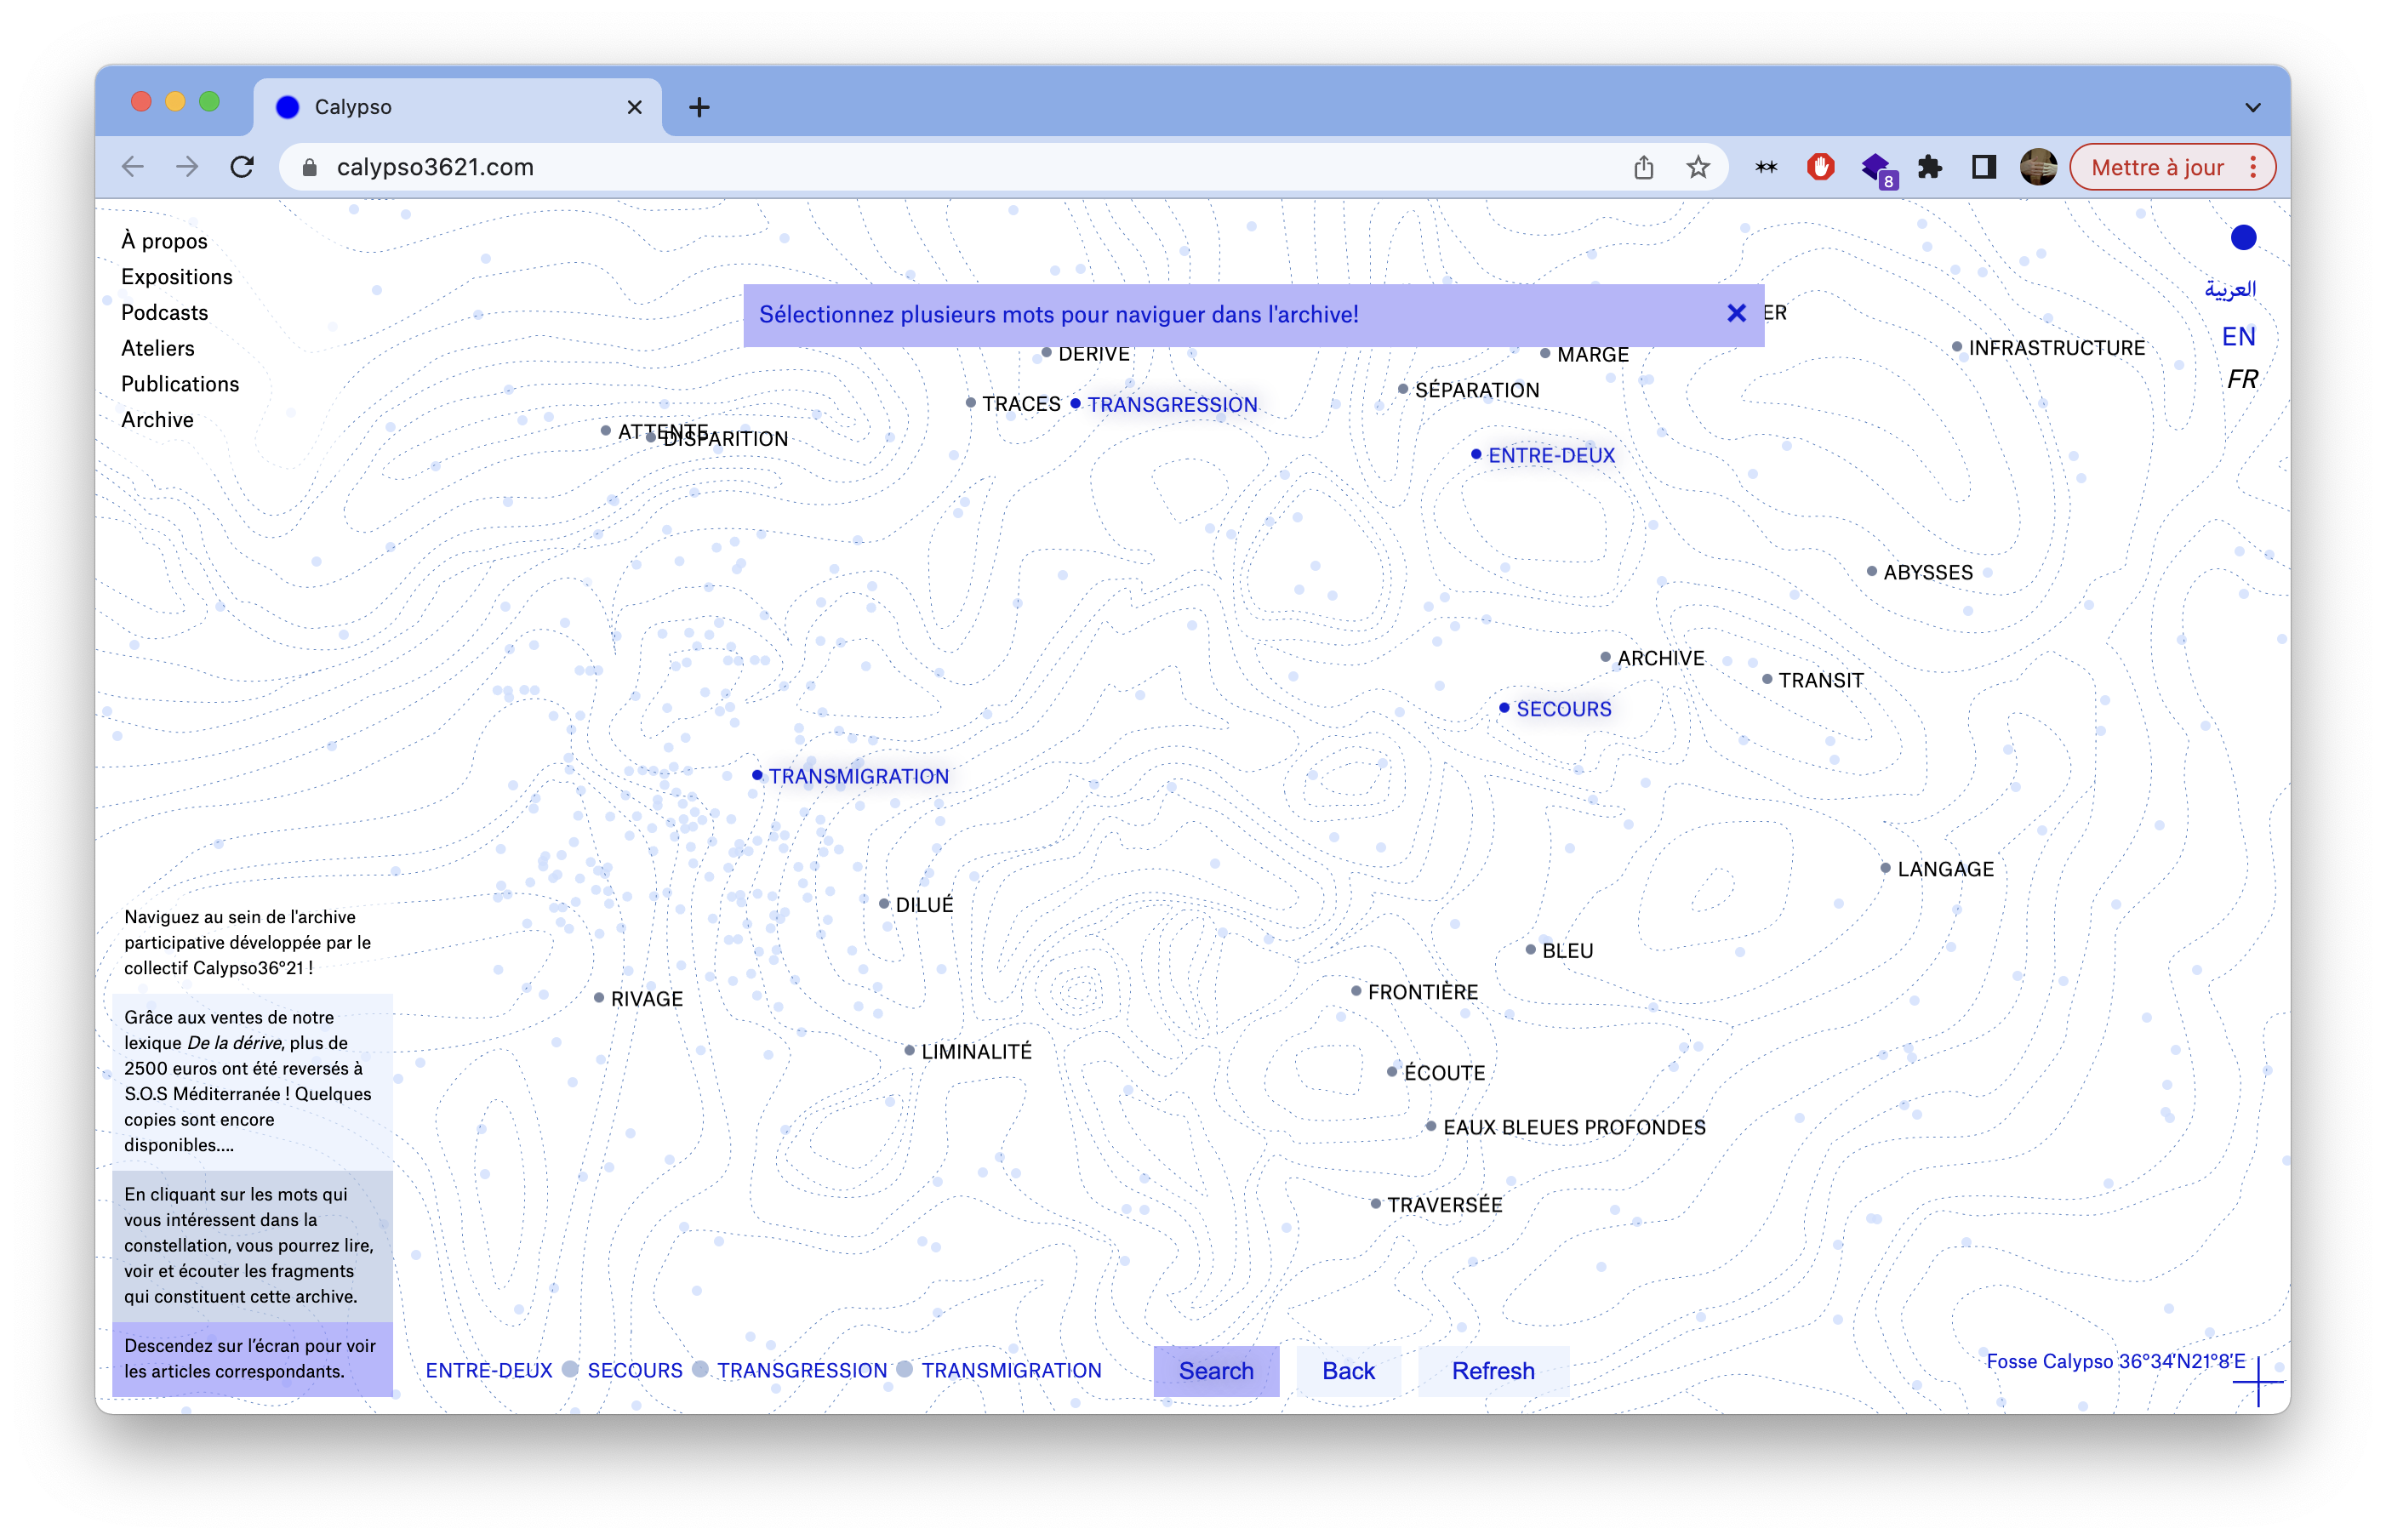 Calypso
calypso3621.com
8
Mettre à jour
À propos
Expositions
Podcasts
Ateliers
Publications
Archive
العربية
EN
FR
Sélectionnez plusieurs mots pour naviguer dans l'archive!
ER
INFRASTRUCTURE
DÉRIVE
MARGE
SÉPARATION
TRACES
TRANSGRESSION
ATTENTE
DISPARITION
ENTRE-DEUX
ABYSSES
ARCHIVE
TRANSIT
SECOURS
TRANSMIGRATION
LANGAGE
DILUÉ
BLEU
FRONTIÈRE
RIVAGE
LIMINALITÉ
ÉCOUTE
EAUX BLEUES PROFONDES
TRAVERSÉE
Naviguez au sein de l'archive
participative développée par le
collectif Calypso36°21 !
Grâce aux ventes de notre
lexique De la dérive, plus de
2500 euros ont été reversés à
S.O.S Méditerranée ! Quelques
copies sont encore
disponibles....
En cliquant sur les mots qui
vous intéressent dans la
constellation, vous pourrez lire,
voir et écouter les fragments
qui constituent cette archive.
Descendez sur l'écran pour voir
les articles correspondants.
ENTRE-DEUX SECOURS TRANSGRESSION TRANSMIGRATION
Search
Back
Refresh
Fosse Calypso 36°34'N21°8'E